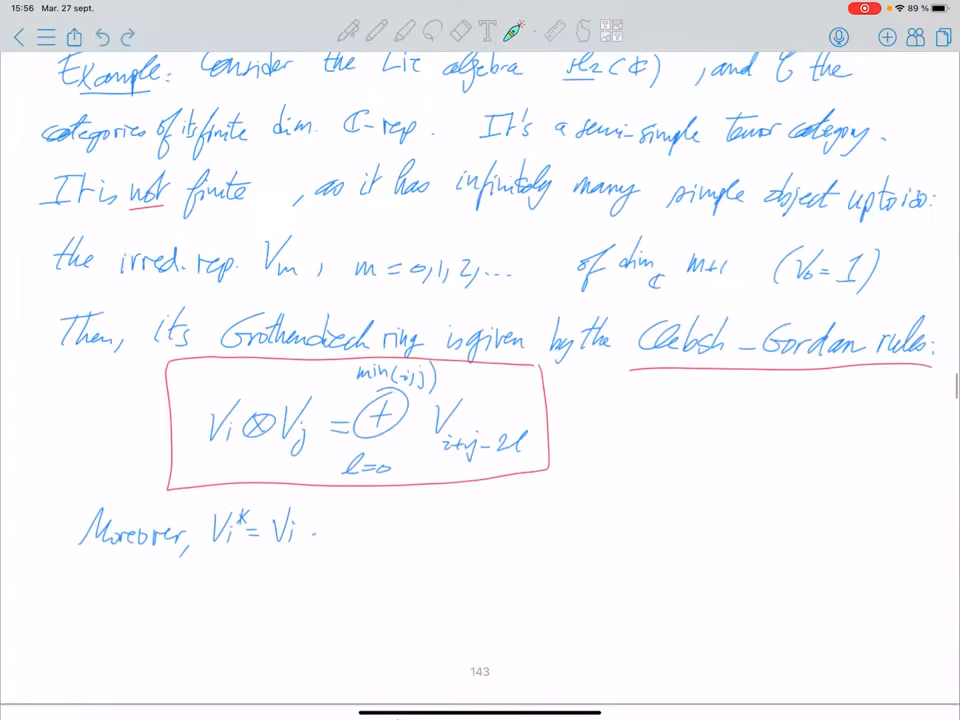 15:56 Mar. 27 sept. 89 %
Example: Consider the Lie algebra sl2(ℂ), and C the
categories of its finite dim. ℂ-rep. It's a semi-simple tensor category.
It is not finite, as it has infinitely many simple object up to iso:
the irred. rep. Vm, m = 0,1,2,... of dim_ℂ m+1 (V0 = 1)
Then, its Grothendieck ring is given by the Clebsh-Gordan rules:
min(i,j)
Vi ⊗ Vj = ⊕ V_{i+j-2l}
l=0
Moreover, Vi* = Vi.
143